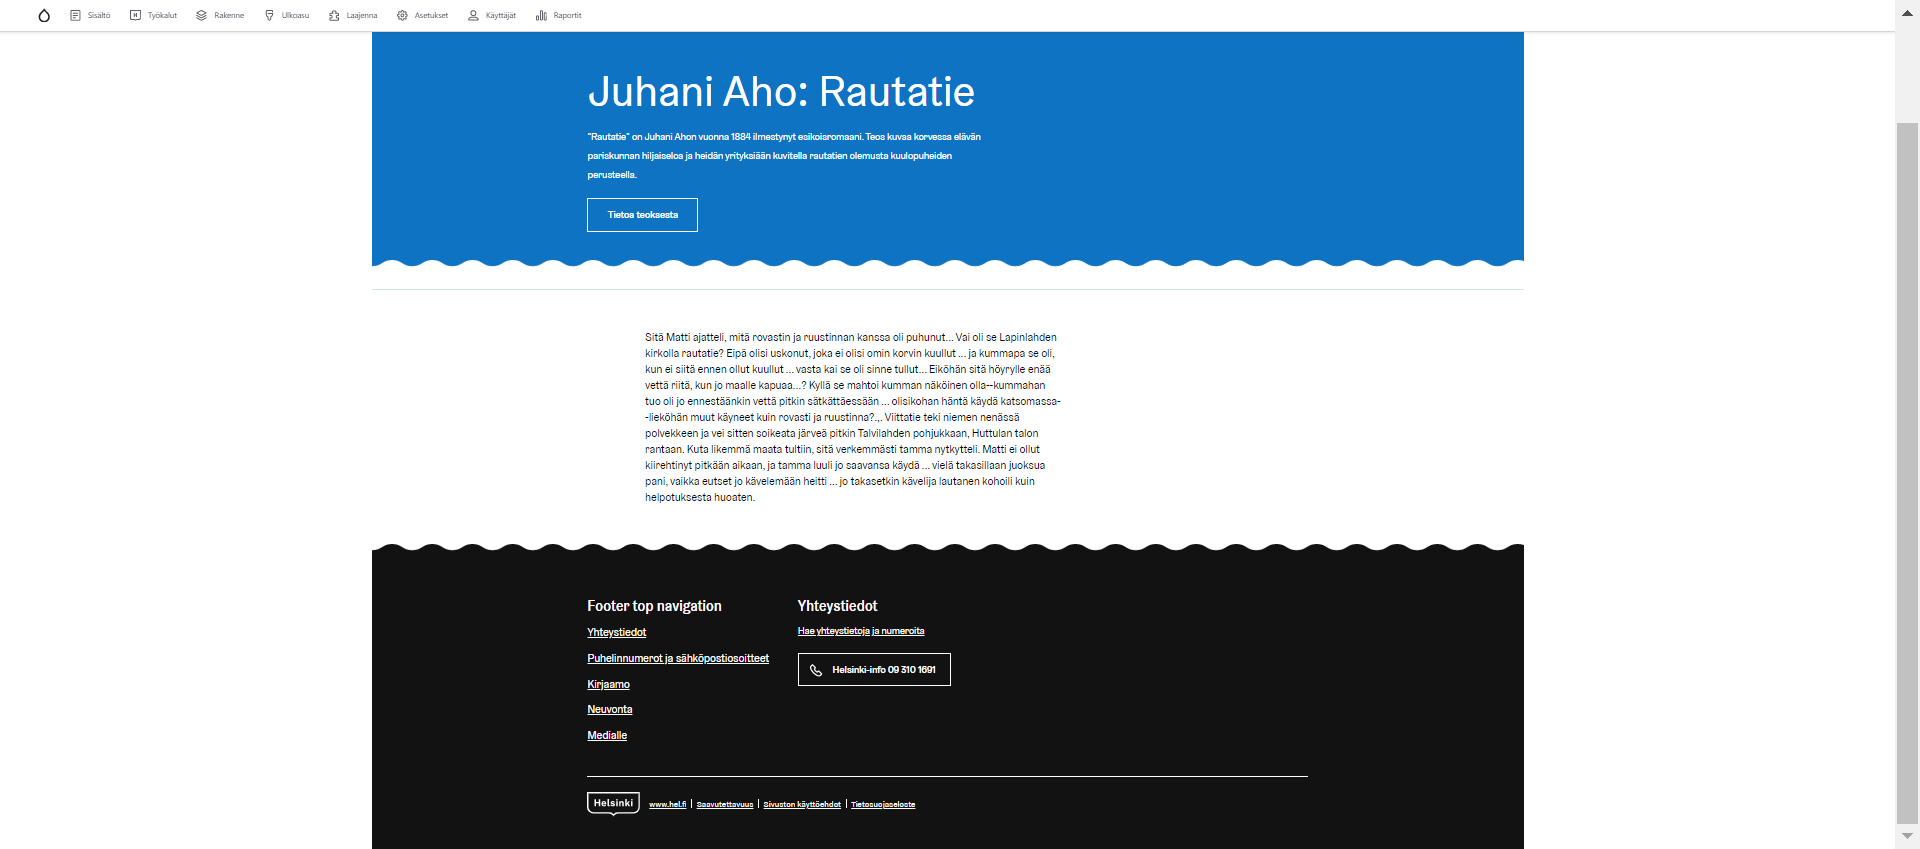 Sisältö Työkalut Rakenne Ulkoasu Laajenna Asetukset Käyttäjät Raportit
Juhani Aho: Rautatie
"Rautatie" on Juhani Ahon vuonna 1884 ilmestynyt esikoisromaani. Teos kuvaa korvessa elävän
pariskunnan hiljaiseloa ja heidän yrityksiään kuvitella rautatien olemusta kuulopuheiden
perusteella.
Tietoa teoksesta
Sitä Matti ajatteli, mitä rovastin ja ruustinnan kanssa oli puhunut... Vai oli se Lapinlahden
kirkolla rautatie? Eipä olisi uskonut, joka ei olisi omin korvin kuullut ... ja kummapa se oli,
kun ei siitä ennen ollut kuullut ... vasta kai se oli sinne tullut... Eiköhän sitä höyrylle enää
vettä riitä, kun jo maalle kapuaa...? Kyllä se mahtoi kumman näköinen olla--kummahan
tuo oli jo ennestäänkin vettä pitkin sätkättäessään ... olisikohan häntä käydä katsomassa-
-lieköhän muut käyneet kuin rovasti ja ruustinna?.,. Viittatie teki niemen nenässä
polvekkeen ja vei sitten soikeata järveä pitkin Talvilahden pohjukkaan, Huttulan talon
rantaan. Kuta likemmä maata tultiin, sitä verkemmästi tamma nytkytteli. Matti ei ollut
kiirehtinyt pitkään aikaan, ja tamma luuli jo saavansa käydä ... vielä takasillaan juoksua
pani, vaikka eutset jo kävelemään heitti ... jo takasetkin kävelija lautanen kohoili kuin
helpotuksesta huoaten.
Footer top navigation
Yhteystiedot
Puhelinnumerot ja sähköpostiosoitteet
Kirjaamo
Neuvonta
Medialle
Yhteystiedot
Hae yhteystietoja ja numeroita
Helsinki-info 09 310 1691
Helsinki www.hel.fi | Saavutettavuus | Sivuston käyttöehdot | Tietosuojaseloste